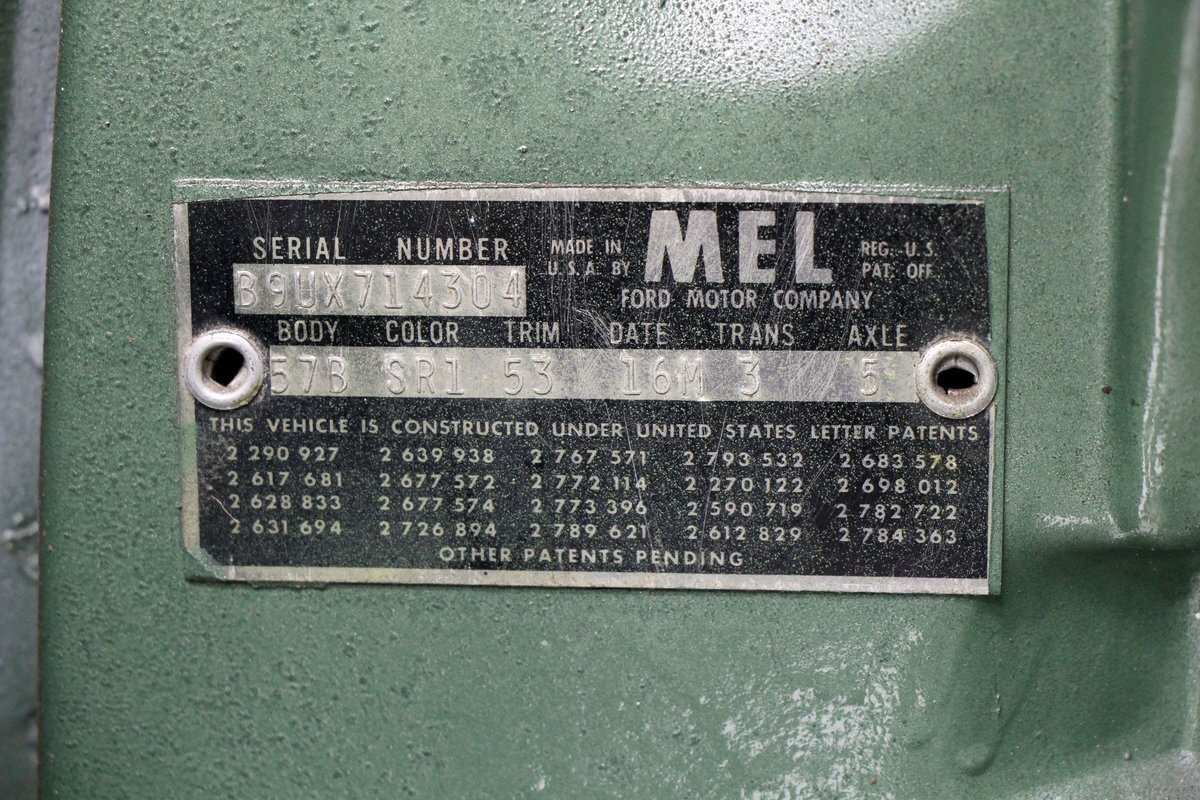 SERIAL NUMBER
B9UX714304
MADE IN
U.S.A. BY
MEL
REG. U.S.
PAT. OFF.
FORD MOTOR COMPANY
BODY COLOR TRIM DATE TRANS AXLE
57B SR1 53 16M 3 5
THIS VEHICLE IS CONSTRUCTED UNDER UNITED STATES LETTER PATENTS
2 290 927 2 639 938 2 767 571 2 793 532 2 683 578
2 617 681 2 677 572 2 772 114 2 270 122 2 698 012
2 628 833 2 677 574 2 773 396 2 590 719 2 782 722
2 631 694 2 726 894 2 789 621 2 612 829 2 784 363
OTHER PATENTS PENDING